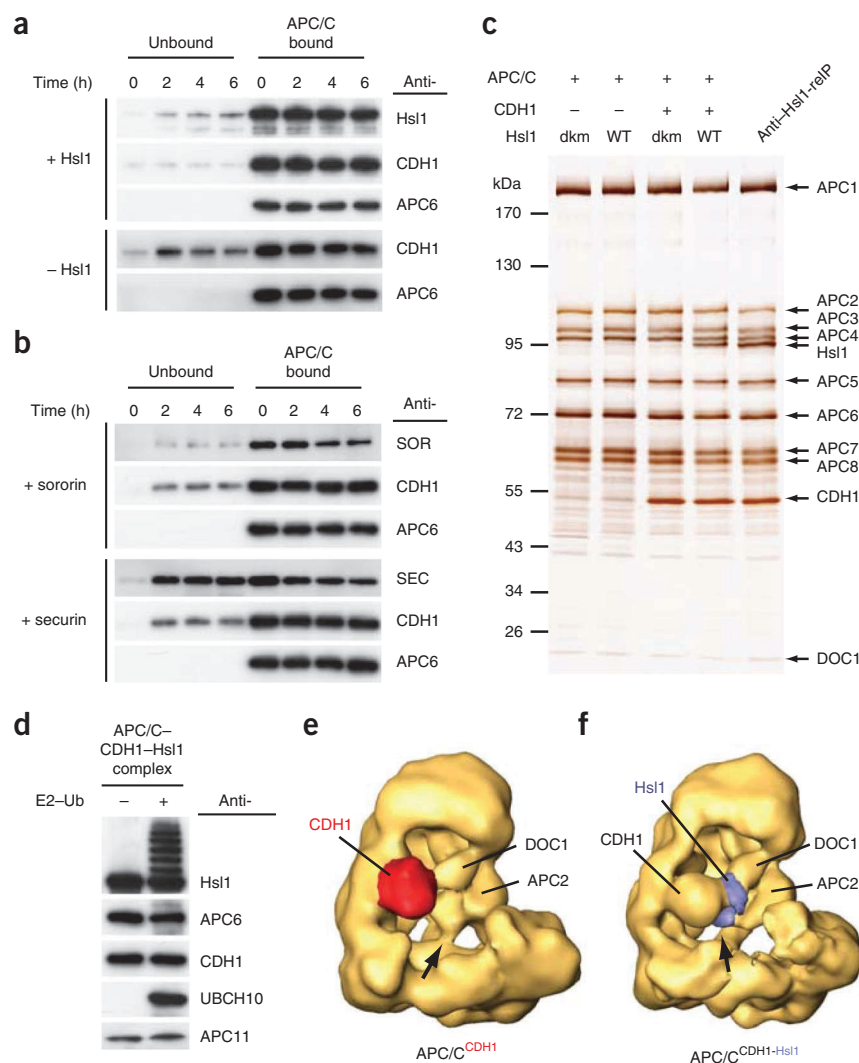 a
Unbound
APC/C bound
Time (h) 0 2 4 6 0 2 4 6 Anti-
+ Hsl1
Hsl1
CDH1
APC6
– Hsl1
CDH1
APC6
b
Unbound
APC/C bound
Time (h) 0 2 4 6 0 2 4 6 Anti-
+ sororin
SOR
CDH1
APC6
+ securin
SEC
CDH1
APC6
c
APC/C + + + +
CDH1 – – + +
Hsl1 dkm WT dkm WT Anti–Hsl1-reIP
kDa
170
130
95
72
55
43
34
26
APC1
APC2
APC3
APC4
Hsl1
APC5
APC6
APC7
APC8
CDH1
DOC1
d
APC/C–
CDH1–Hsl1
complex
E2–Ub – + Anti-
Hsl1
APC6
CDH1
UBCH10
APC11
e
CDH1
DOC1
APC2
APC/C CDH1
f
Hsl1
CDH1
DOC1
APC2
APC/C CDH1-Hsl1